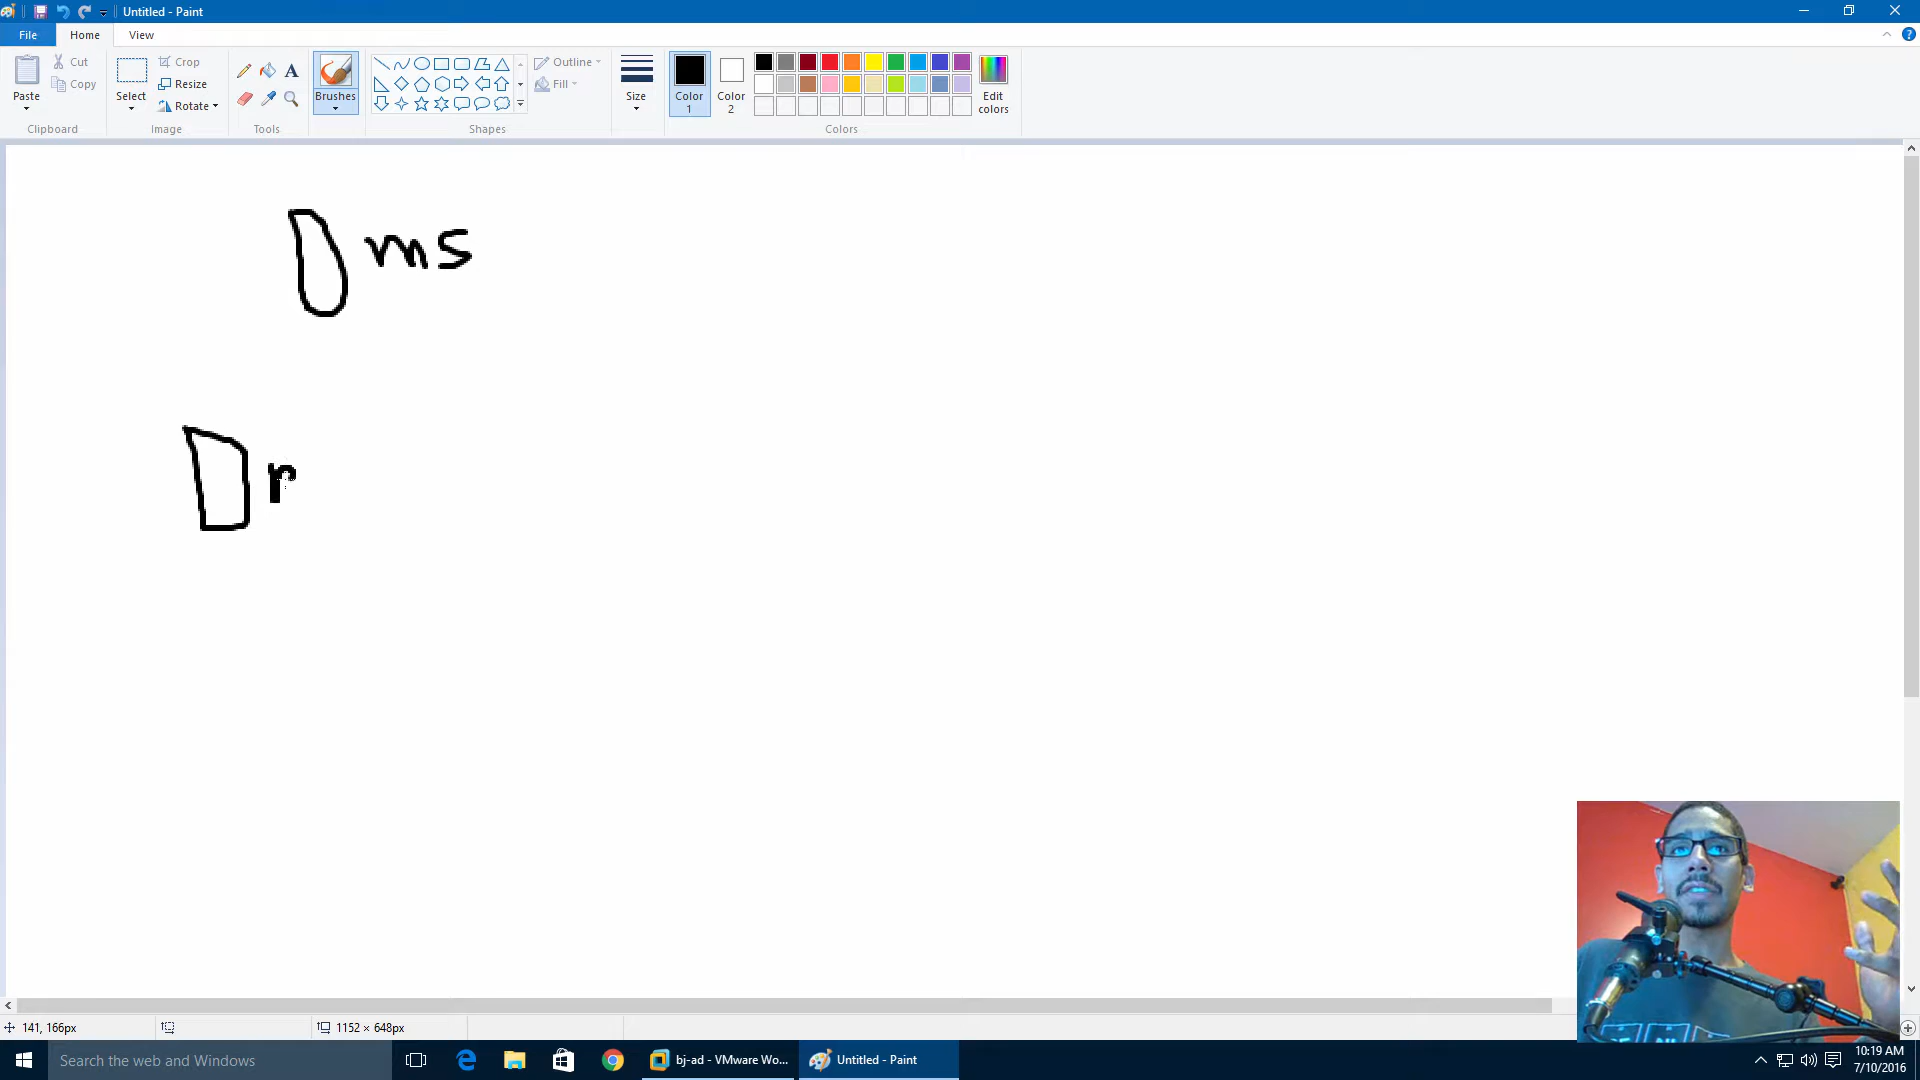 Untitled - Paint
File
Home
View
Paste
Cut
Copy
Clipboard
Select
Crop
Resize
Rotate
Image
A
Tools
Brushes
Shapes
Outline
Fill
Size
Color 1
Color 2
Edit colors
Colors
ms
r
141, 166px
1152 × 648px
Search the web and Windows
bj-ad - VMware Wo...
Untitled - Paint
10:19 AM
7/10/2016